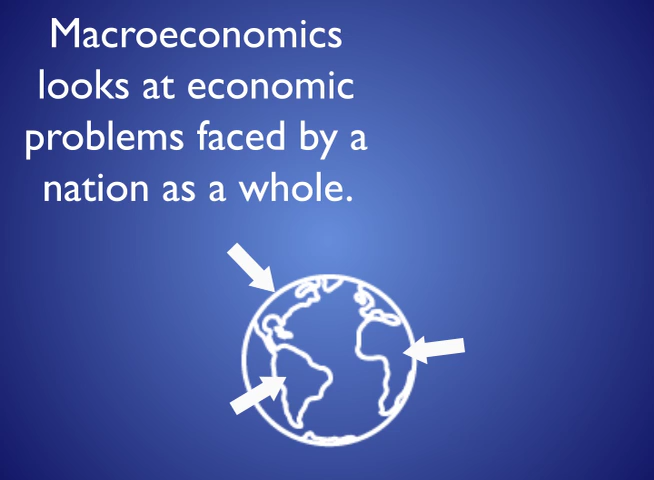 Macroeconomics
looks at economic
problems faced by a
nation as a whole.